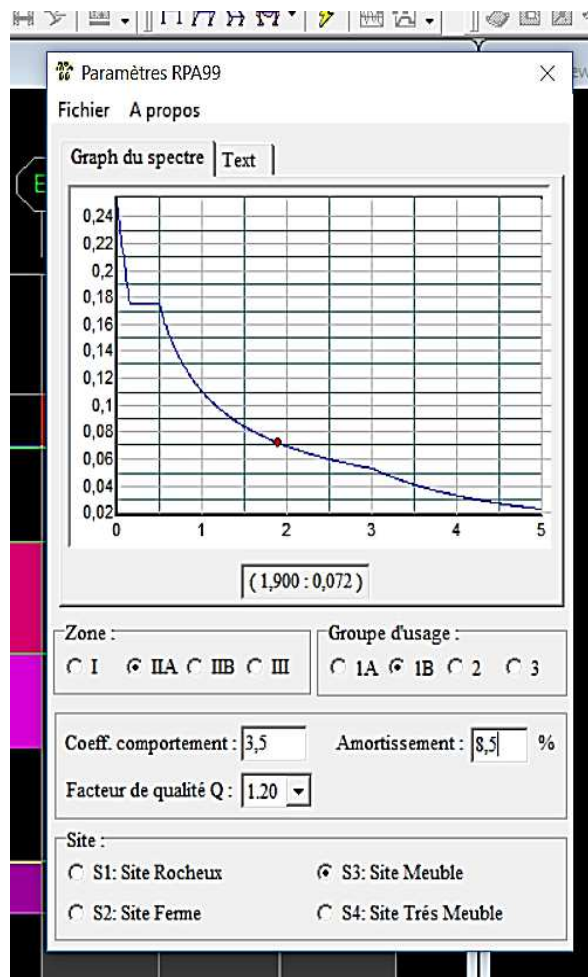 Paramètres RPA99
Fichier A propos
Graph du spectre Text
0,24
0,22
0,2
0,18
0,16
0,14
0,12
0,1
0,08
0,06
0,04
0,02
0 1 2 3 4 5
( 1,900 : 0,072 )
Zone :
I IIA IIB III
Groupe d'usage :
1A 1B 2 3
Coeff. comportement : 3,5 Amortissement : 8,5 %
Facteur de qualité Q : 1.20
Site :
S1: Site Rocheux S3: Site Meuble
S2: Site Ferme S4: Site Trés Meuble